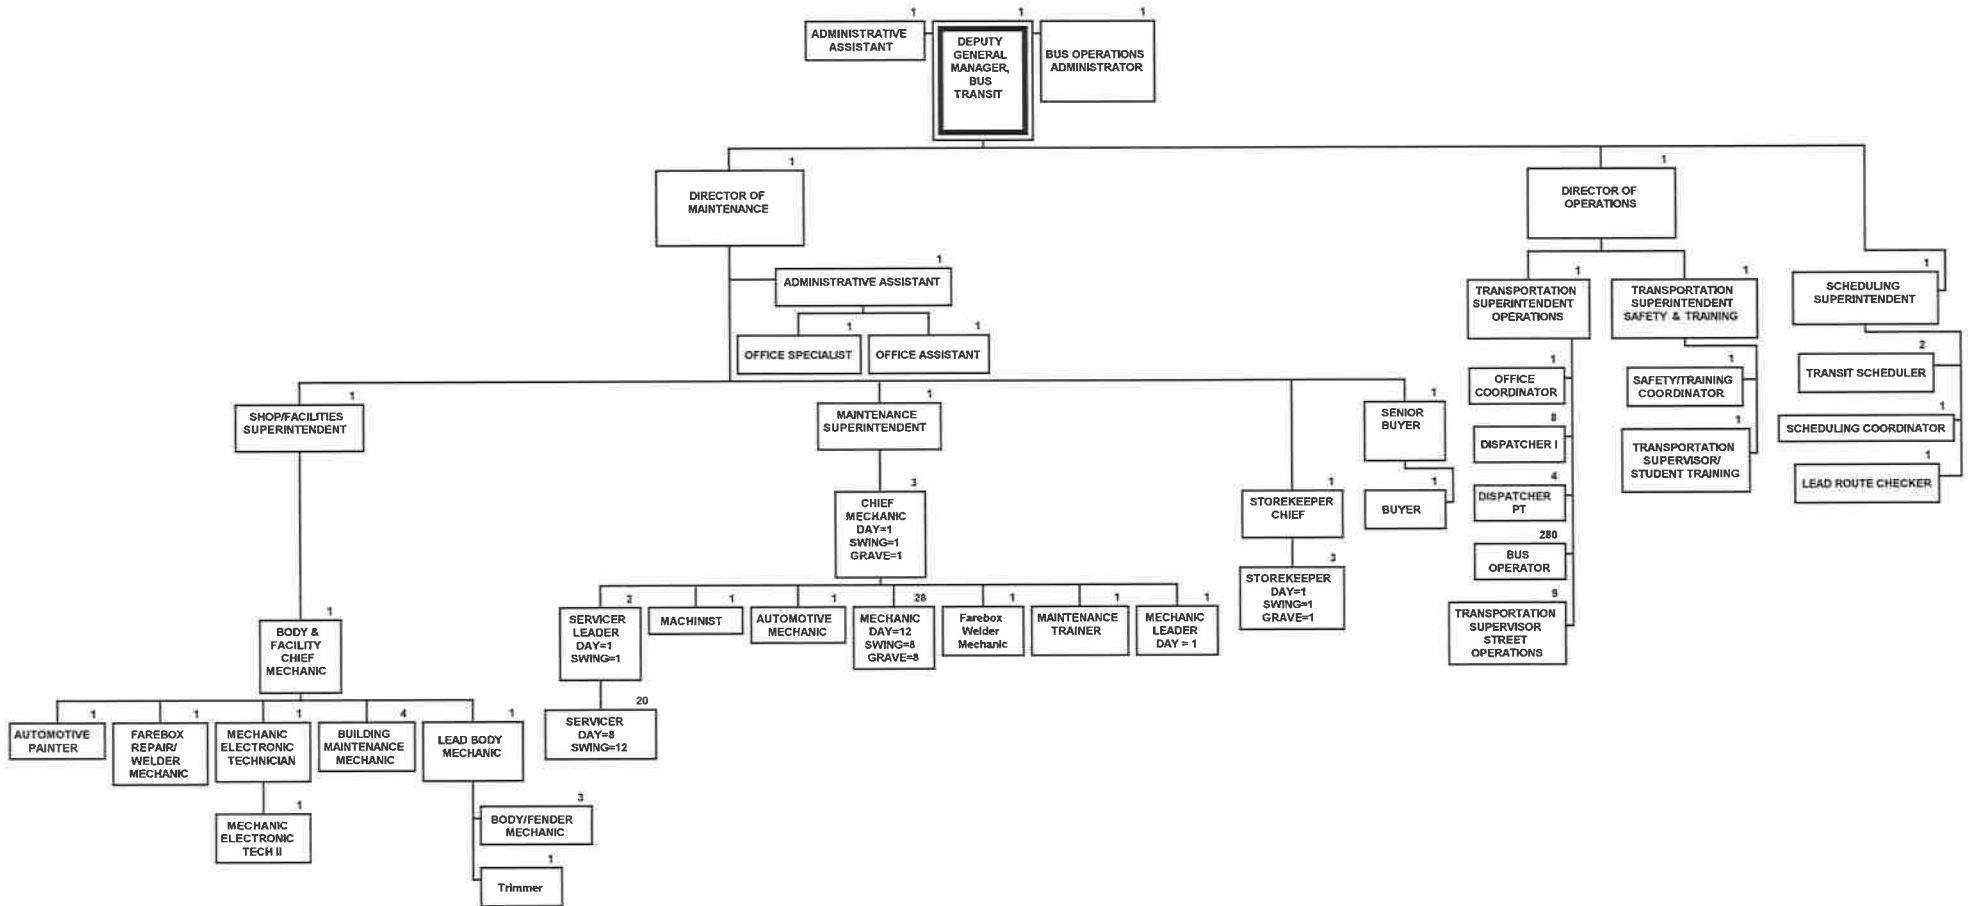 1
ADMINISTRATIVE
ASSISTANT
1
DEPUTY
GENERAL
MANAGER,
BUS
TRANSIT
1
BUS OPERATIONS
ADMINISTRATOR
1
DIRECTOR OF
MAINTENANCE
1
DIRECTOR OF
OPERATIONS
1
ADMINISTRATIVE ASSISTANT
1
OFFICE SPECIALIST
1
OFFICE ASSISTANT
1
TRANSPORTATION
SUPERINTENDENT
OPERATIONS
1
TRANSPORTATION
SUPERINTENDENT
SAFETY & TRAINING
1
SCHEDULING
SUPERINTENDENT
1
OFFICE
COORDINATOR
8
DISPATCHER I
4
DISPATCHER
PT
280
BUS
OPERATOR
9
TRANSPORTATION
SUPERVISOR
STREET
OPERATIONS
1
SAFETY/TRAINING
COORDINATOR
1
TRANSPORTATION
SUPERVISOR/
STUDENT TRAINING
2
TRANSIT SCHEDULER
1
SCHEDULING COORDINATOR
1
LEAD ROUTE CHECKER
1
SHOP/FACILITIES
SUPERINTENDENT
1
MAINTENANCE
SUPERINTENDENT
1
SENIOR
BUYER
1
BUYER
3
CHIEF
MECHANIC
DAY=1
SWING=1
GRAVE=1
1
STOREKEEPER
CHIEF
3
STOREKEEPER
DAY=1
SWING=1
GRAVE=1
2
SERVICER
LEADER
DAY=1
SWING=1
1
MACHINIST
1
AUTOMOTIVE
MECHANIC
28
MECHANIC
DAY=12
SWING=8
GRAVE=8
1
Farebox
Welder
Mechanic
1
MAINTENANCE
TRAINER
1
MECHANIC
LEADER
DAY = 1
20
SERVICER
DAY=8
SWING=12
1
BODY &
FACILITY
CHIEF
MECHANIC
1
AUTOMOTIVE
PAINTER
1
FAREBOX
REPAIR/
WELDER
MECHANIC
1
MECHANIC
ELECTRONIC
TECHNICIAN
4
BUILDING
MAINTENANCE
MECHANIC
1
LEAD BODY
MECHANIC
1
MECHANIC
ELECTRONIC
TECH II
3
BODY/FENDER
MECHANIC
1
Trimmer